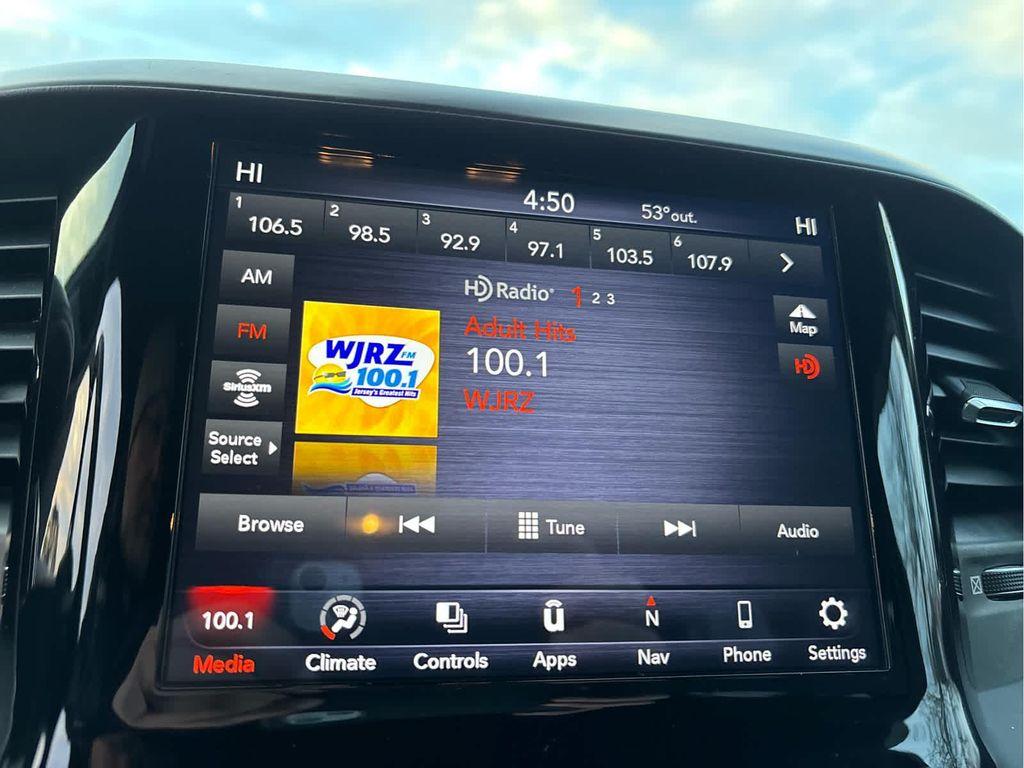 HI
4:50
53° out.
HI
1 106.5
2 98.5
3 92.9
4 97.1
5 103.5
6 107.9
AM
FM
SiriusXM
Source
Select
HD Radio 1 2 3
Adult Hits
100.1
WJRZ
WJRZ FM
100.1
Jersey's Greatest Hits
Map
HD
Browse
Tune
Audio
100.1
Media
Climate
Controls
u
Apps
N
Nav
Phone
Settings